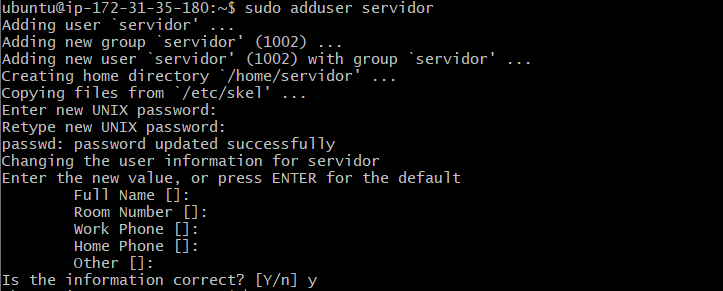 ubuntu@ip-172-31-35-180:~$ sudo adduser servidor
Adding user `servidor' ...
Adding new group `servidor' (1002) ...
Adding new user `servidor' (1002) with group `servidor' ...
Creating home directory `/home/servidor' ...
Copying files from `/etc/skel' ...
Enter new UNIX password:
Retype new UNIX password:
passwd: password updated successfully
Changing the user information for servidor
Enter the new value, or press ENTER for the default
Full Name []:
Room Number []:
Work Phone []:
Home Phone []:
Other []:
Is the information correct? [Y/n] y